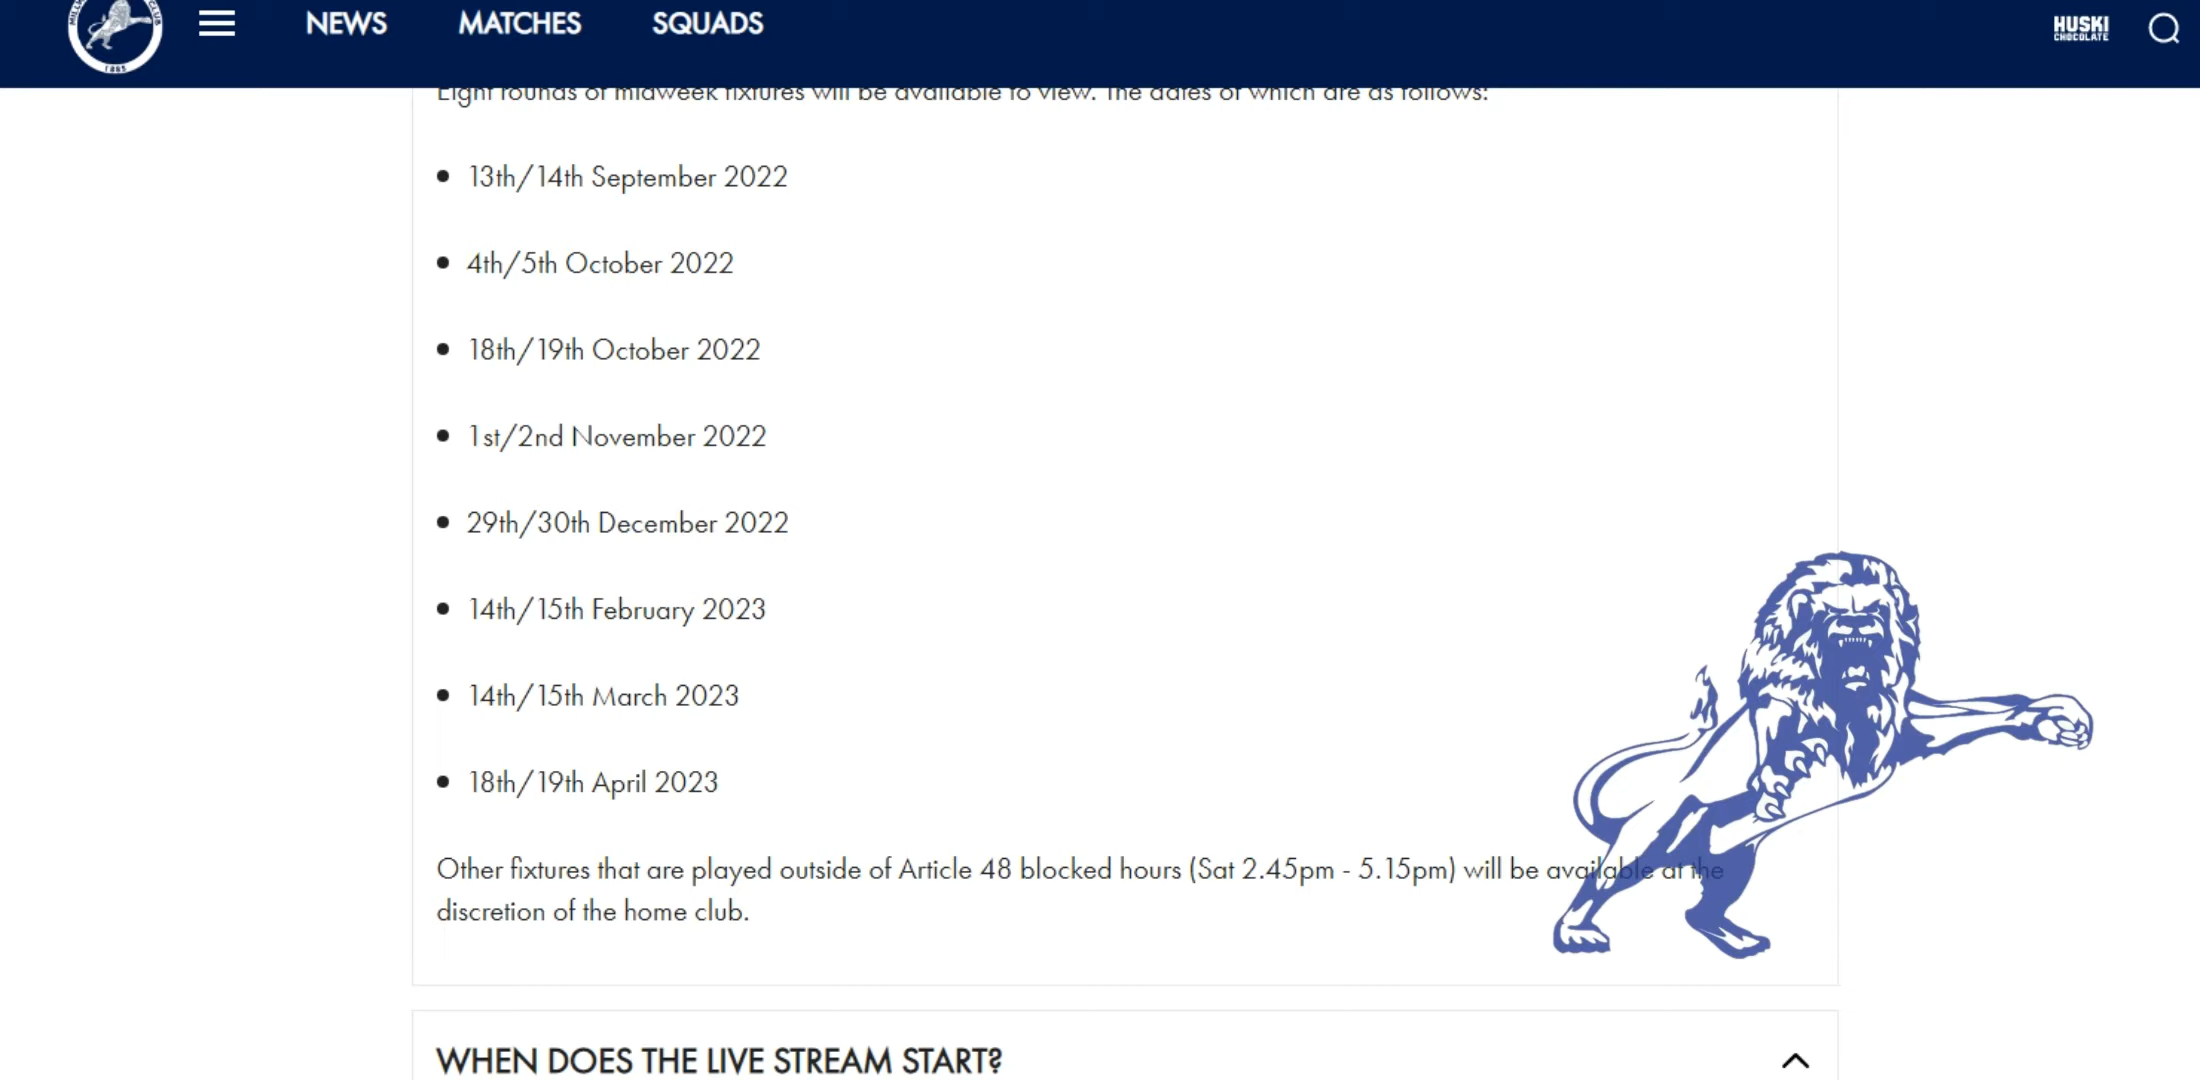 NEWS MATCHES SQUADS
HUSKI
CHOCOLATE
1885
Eight rounds of midweek fixtures will be available to view. The dates of which are as follows:
• 13th/14th September 2022
• 4th/5th October 2022
• 18th/19th October 2022
• 1st/2nd November 2022
• 29th/30th December 2022
• 14th/15th February 2023
• 14th/15th March 2023
• 18th/19th April 2023
Other fixtures that are played outside of Article 48 blocked hours (Sat 2.45pm - 5.15pm) will be available at the
discretion of the home club.
WHEN DOES THE LIVE STREAM START?